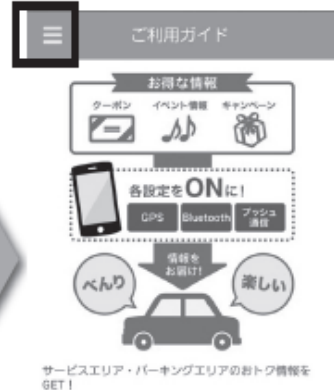 ご利用ガイド
お得な情報
クーポン イベント情報 キャンペーン
各設定をONに!
GPS Bluetooth プッシュ
通信
情報を
お届け!
べんり
楽しい
サービスエリア・パーキングエリアのおトク情報を
GET!